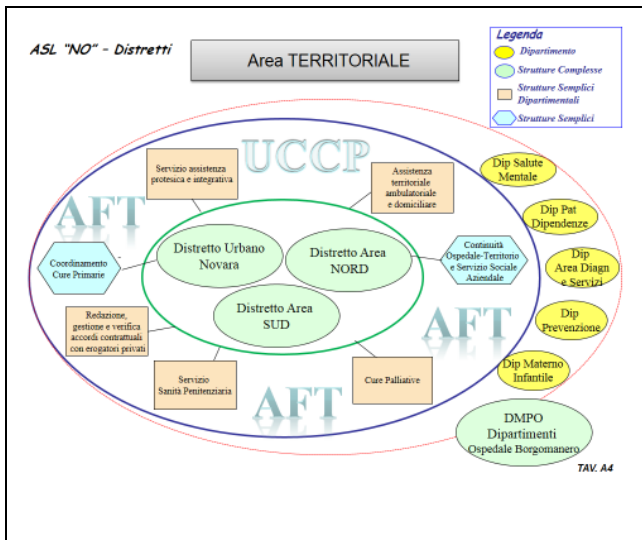 ASL "NO" - Distretti
Area TERRITORIALE
Legenda
Dipartimento
Strutture Complesse
Strutture Semplici
Dipartimentali
Strutture Semplici
UCCP
Servizio assistenza
protesica e integrativa
Assistenza
territoriale
ambulatoriale
e domiciliare
Dip Salute
Mentale
AFT
Dip Pat
Dipendenze
Coordinamento
Cure Primarie
Distretto Urbano
Novara
Distretto Area
NORD
Continuità
Ospedale-Territorio
e Servizio Sociale
Aziendale
Dip
Area Diagn
e Servizi
Distretto Area
SUD
Redazione,
gestione e verifica
accordi contrattuali
con erogatori privati
AFT
Dip
Prevenzione
Servizio
Sanità Penitenziaria
Cure Palliative
Dip Materno
Infantile
AFT
DMPO
Dipartimenti
Ospedale Borgomanero
TAV. A4